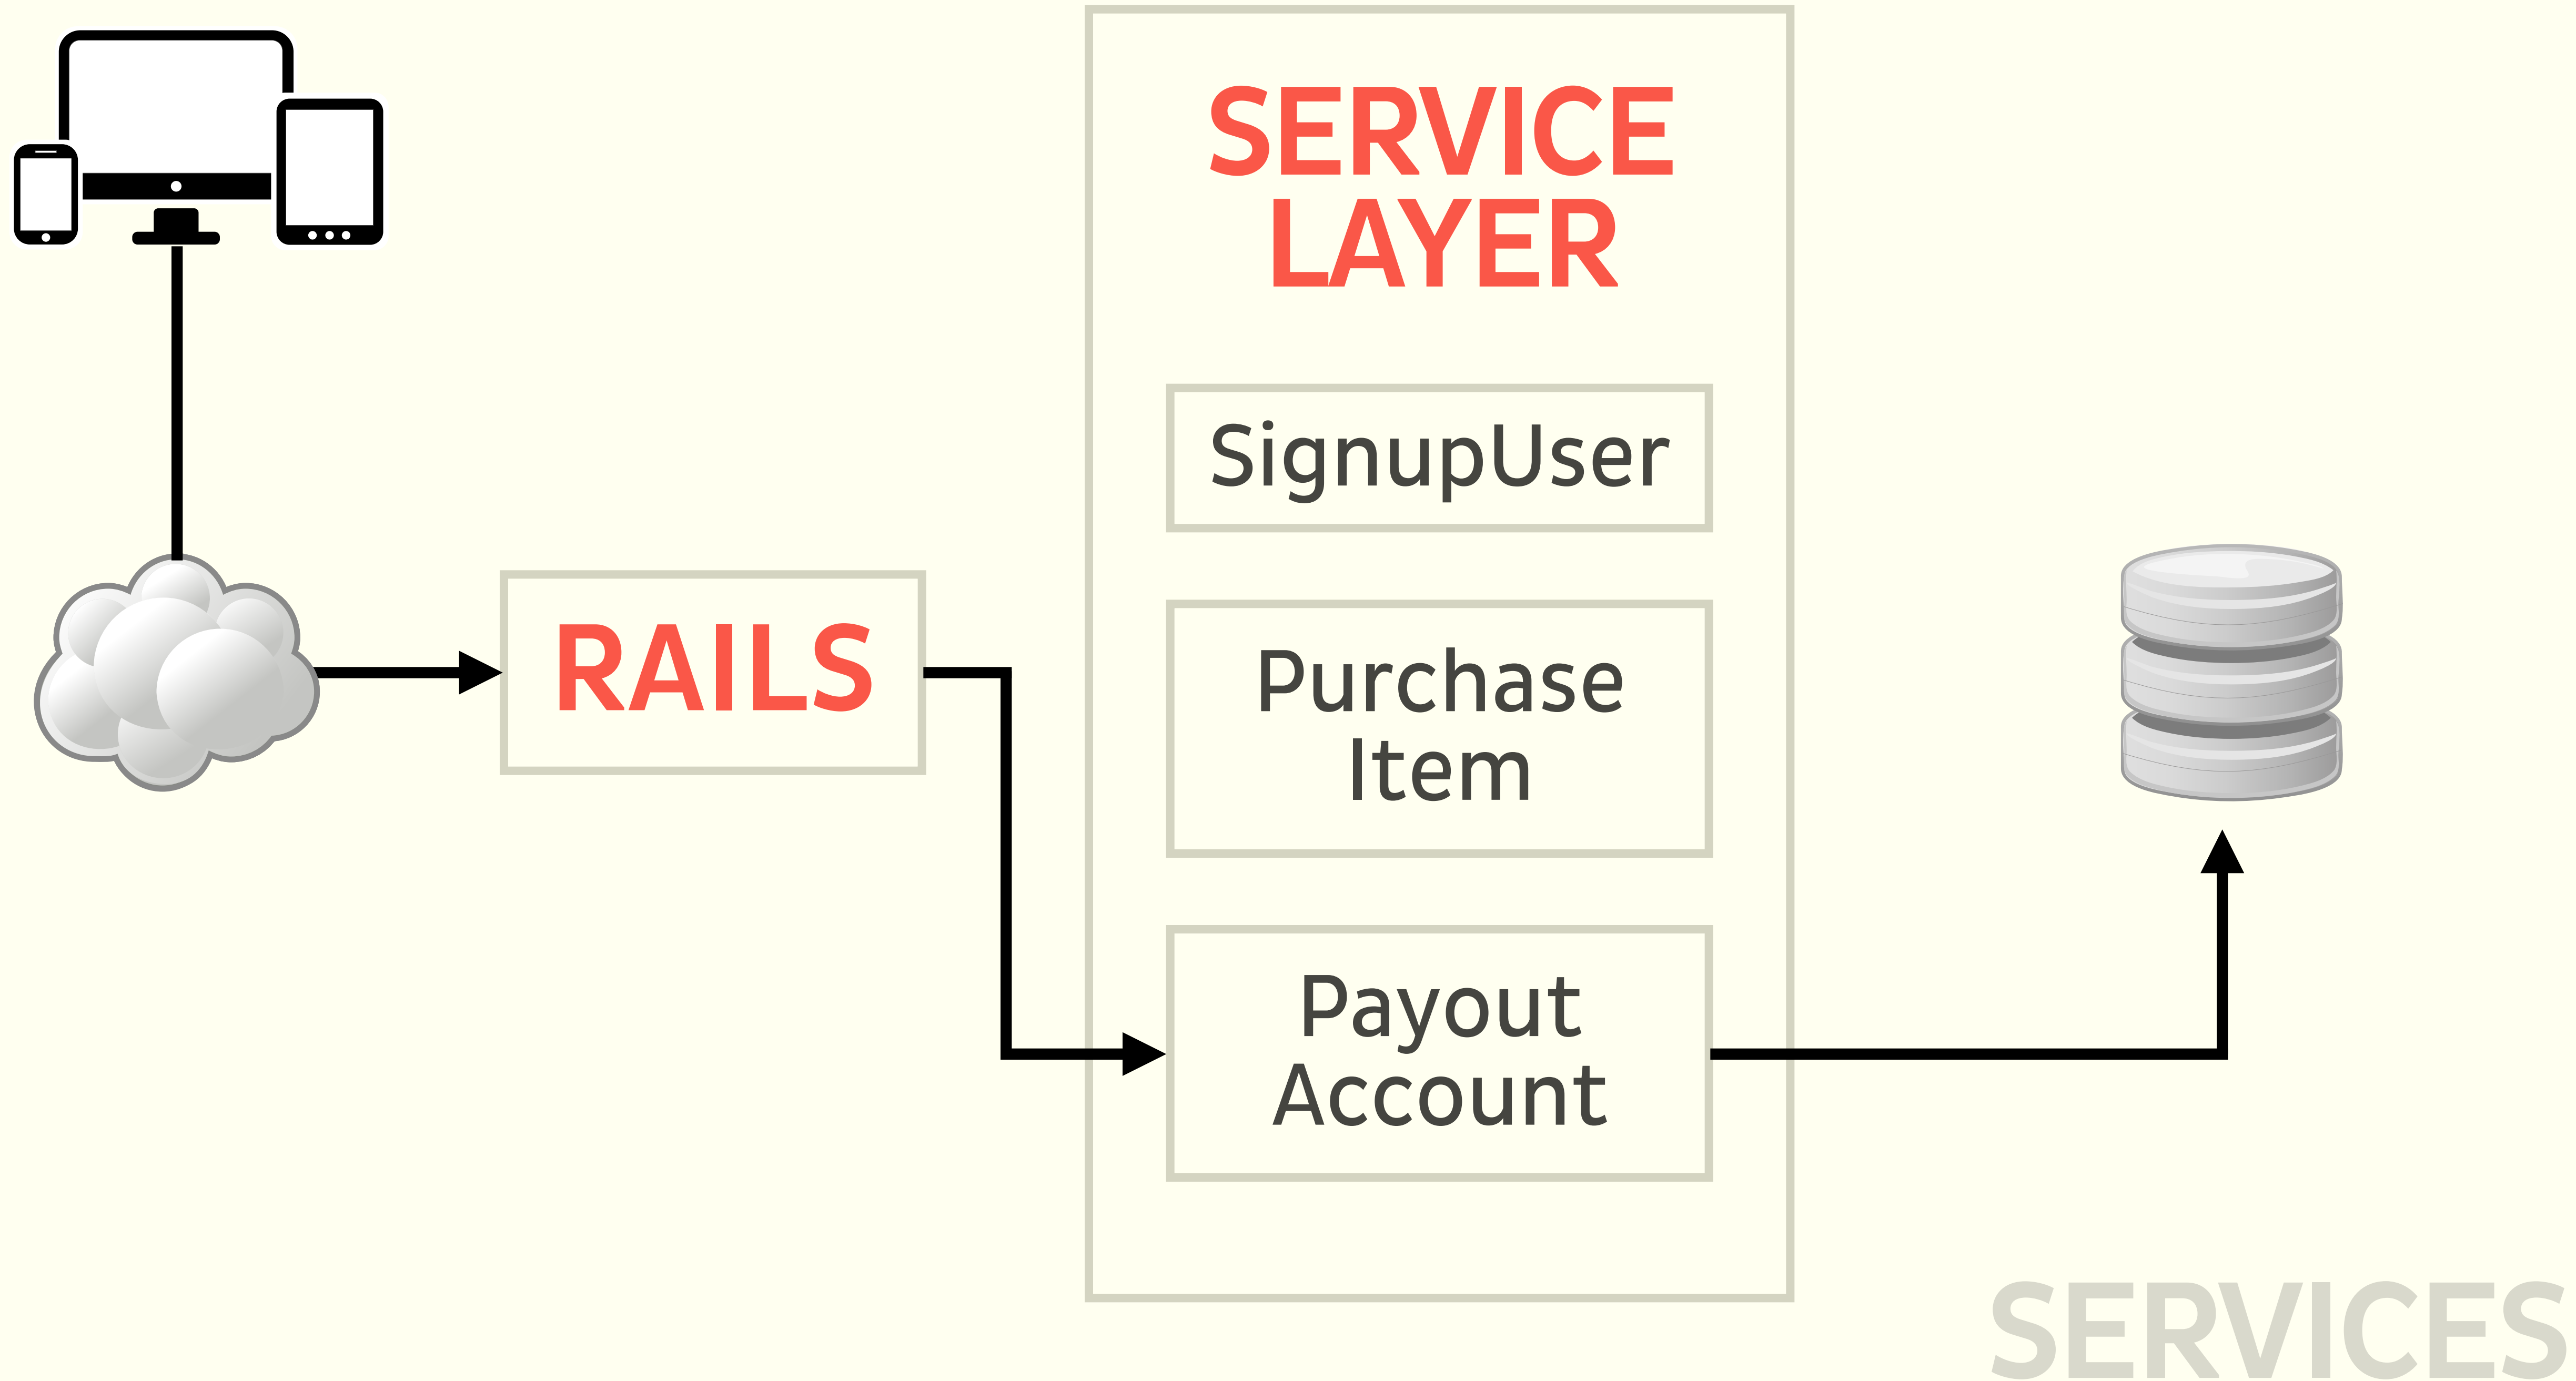 SERVICE
LAYER
SignupUser
RAILS
Purchase
Item
Payout
Account
SERVICES